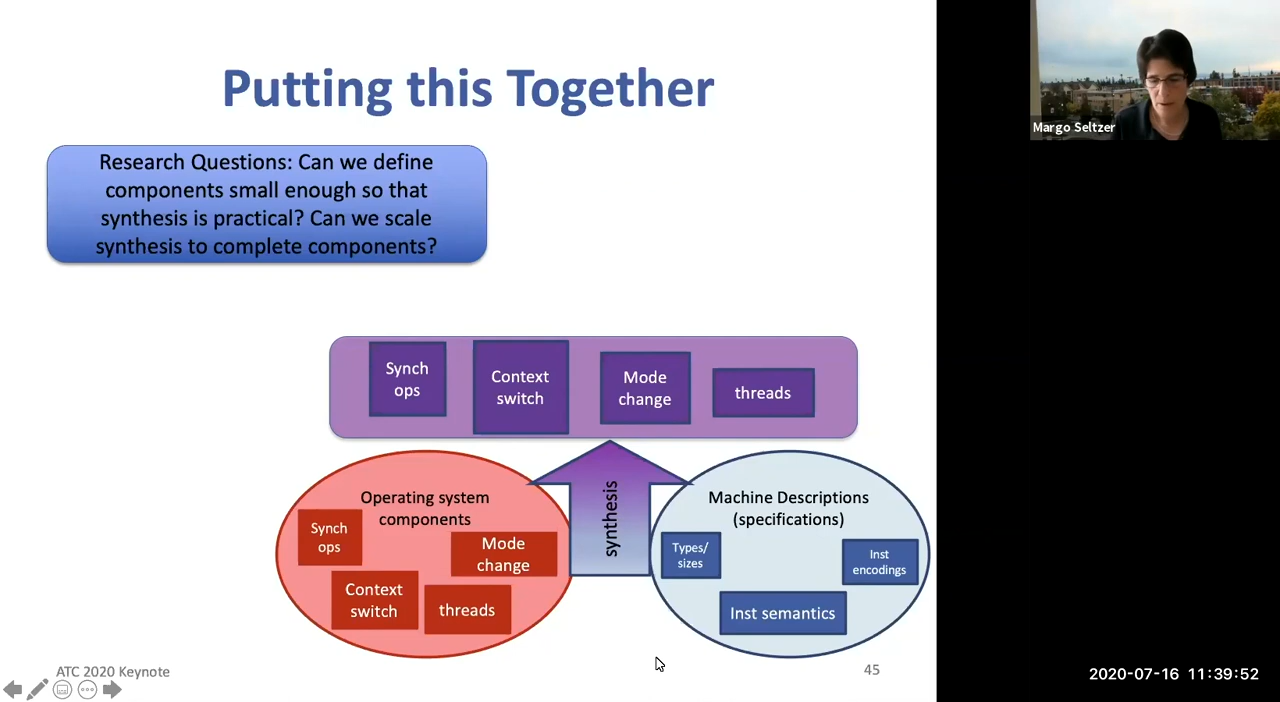 Putting this Together
Research Questions: Can we define
components small enough so that
synthesis is practical? Can we scale
synthesis to complete components?
Margo Seltzer
Synch
ops
Context
switch
Mode
change
threads
synthesis
Operating system
components
Synch
ops
Mode
change
Context
switch
threads
Machine Descriptions
(specifications)
Types/
sizes
Inst
encodings
Inst semantics
ATC 2020 Keynote
45
2020-07-16 11:39:52